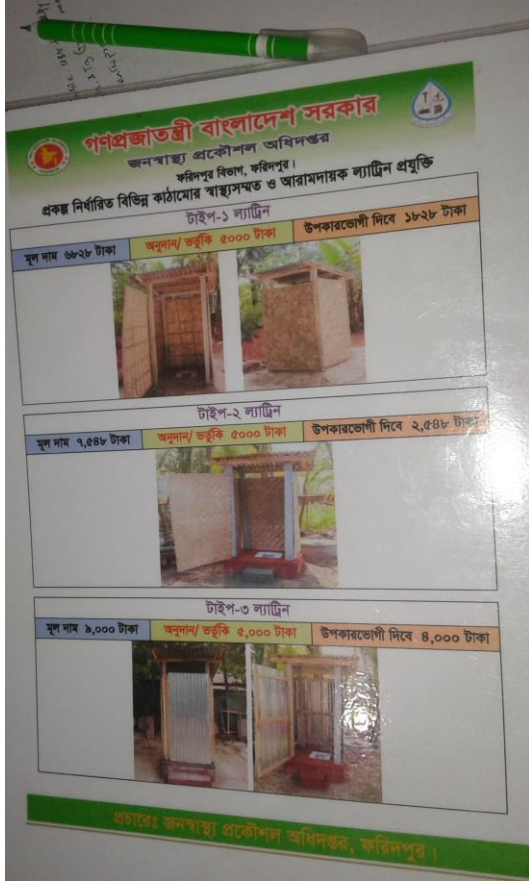 গণপ্রজাতন্ত্রী বাংলাদেশ সরকার
জনস্বাস্থ্য প্রকৌশল অধিদপ্তর
ফরিদপুর বিভাগ, ফরিদপুর।
প্রকল্প নির্ধারিত বিভিন্ন কাঠামোর স্বাস্থ্যসম্মত ও আরামদায়ক ল্যাট্রিন প্রযুক্তি
টাইপ-১ ল্যাট্রিন
মূল দাম ৬৮২৮ টাকা অনুদান/ ভর্তুকি ৫০০০ টাকা উপকারভোগী দিবে ১৮২৮ টাকা
টাইপ-২ ল্যাট্রিন
মূল দাম ৭,৫৪৮ টাকা অনুদান/ ভর্তুকি ৫০০০ টাকা উপকারভোগী দিবে ২,৫৪৮ টাকা
টাইপ-৩ ল্যাট্রিন
মূল দাম ৯,০০০ টাকা অনুদান/ ভর্তুকি ৫,০০০ টাকা উপকারভোগী দিবে ৪,০০০ টাকা
প্রচারেঃ জনস্বাস্থ্য প্রকৌশল অধিদপ্তর, ফরিদপুর।